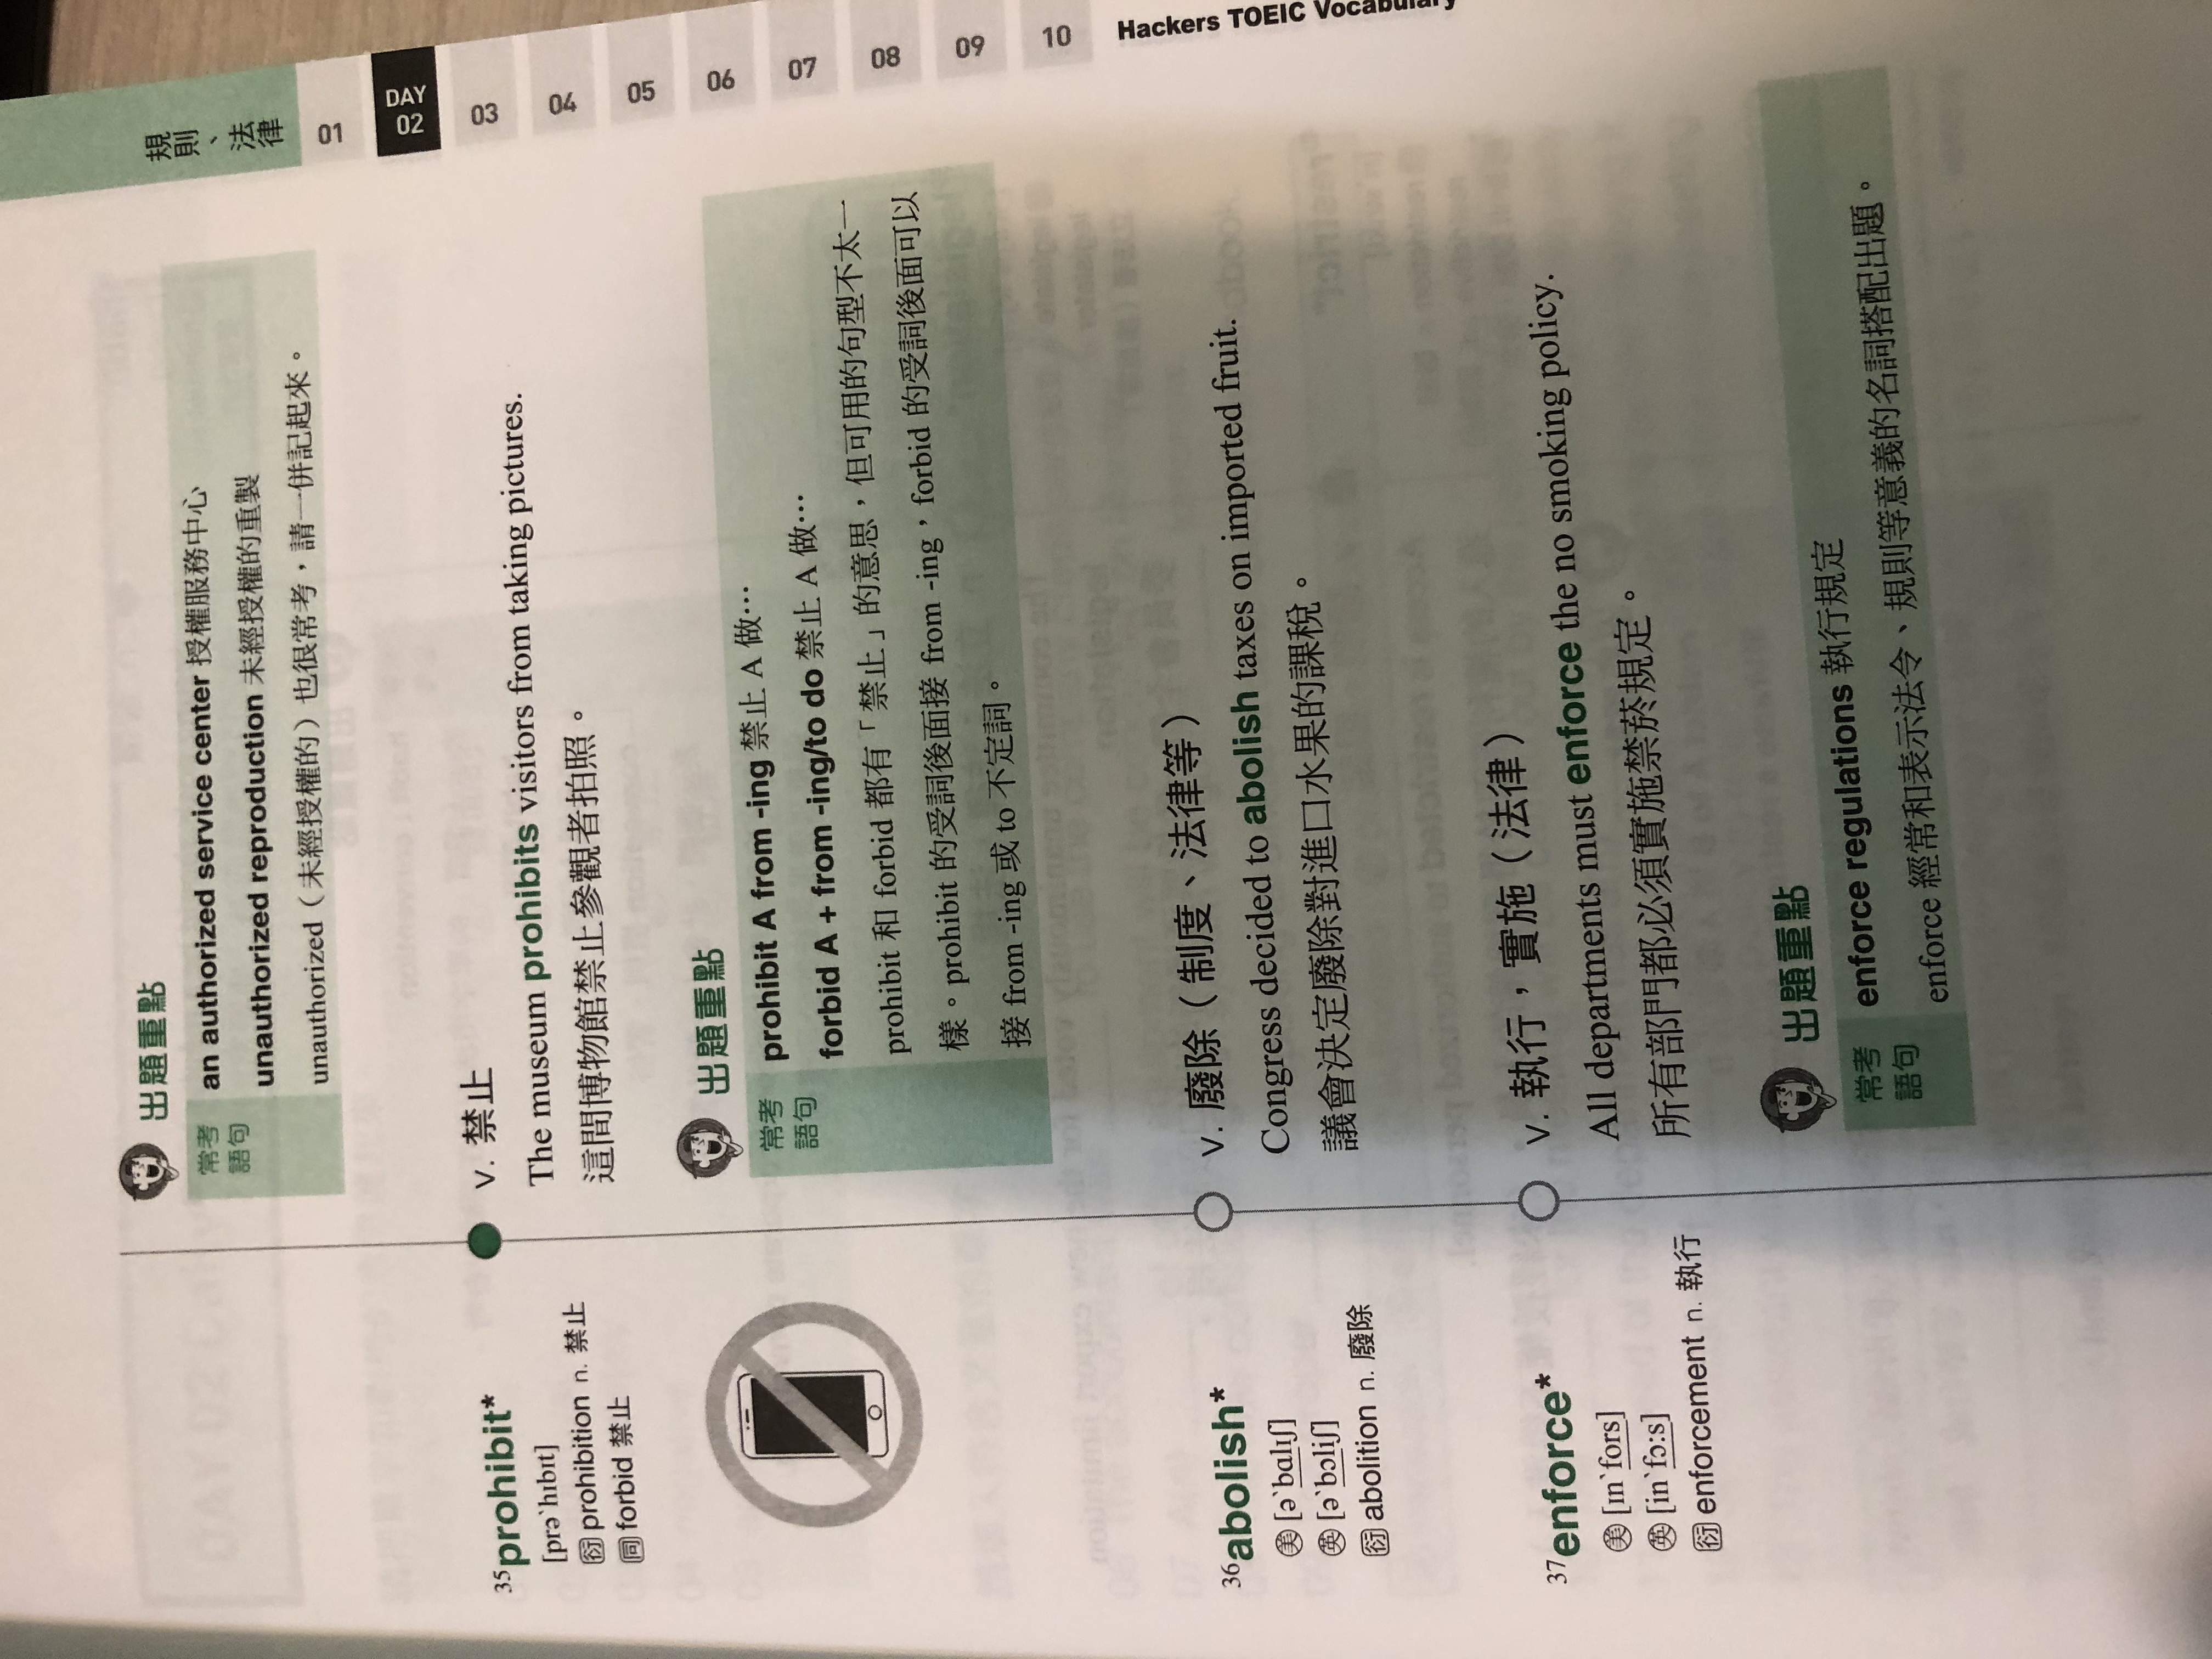 出題重點
常考
語句
an authorized service center 授權服務中心
unauthorized reproduction 未經授權的重製
unauthorized（未經授權的）也很常考，請一併記起來。
35 prohibit*
[prə`hɪbɪt]
衍 prohibition n. 禁止
同 forbid 禁止
v. 禁止
The museum prohibits visitors from taking pictures.
這間博物館禁止參觀者拍照。
出題重點
常考
語句
prohibit A from -ing 禁止 A 做…
forbid A + from -ing/to do 禁止 A 做…
prohibit 和 forbid 都有「禁止」的意思，但可用的句型不太一
樣。prohibit 的受詞後面接 from -ing，forbid 的受詞後面可以
接 from -ing 或 to 不定詞。
36 abolish*
美 [ə`bɑlɪʃ]
英 [ə`bɔliʃ]
衍 abolition n. 廢除
v. 廢除（制度、法律等）
Congress decided to abolish taxes on imported fruit.
議會決定廢除對進口水果的課稅。
37 enforce*
美 [ɪn`fors]
英 [in`fɔ:s]
衍 enforcement n. 執行
v. 執行，實施（法律）
All departments must enforce the no smoking policy.
所有部門都必須實施禁菸規定。
出題重點
常考
語句
enforce regulations 執行規定
enforce 經常和表示法令、規則等意義的名詞搭配出題。
規則、法律
01
DAY
02
03
04
05
06
07
08
09
10
Hackers TOEIC Vocabulary